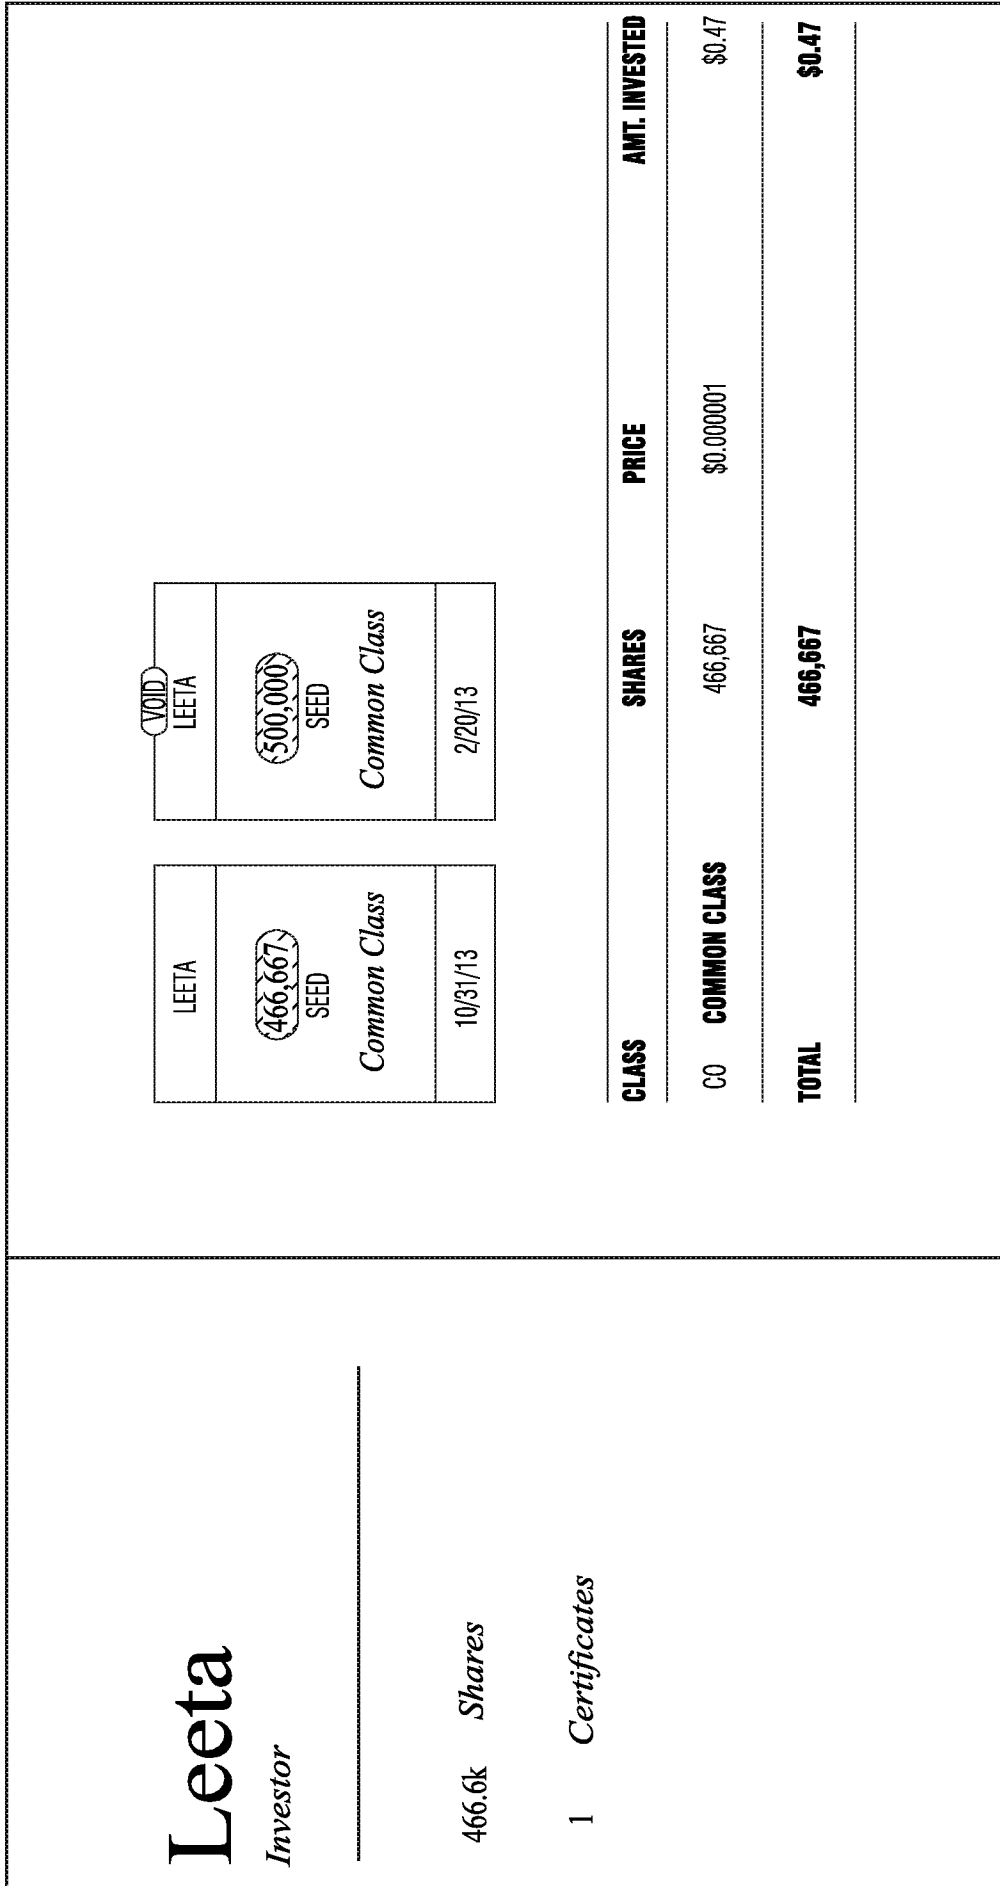 Leeta
Investor
466.6k Shares
1 Certificates
LEETA
466,667
SEED
Common Class
10/31/13
VOID
LEETA
500,000
SEED
Common Class
2/20/13
CLASS SHARES PRICE AMT. INVESTED
CO COMMON CLASS 466,667 $0.000001 $0.47
TOTAL 466,667 $0.47